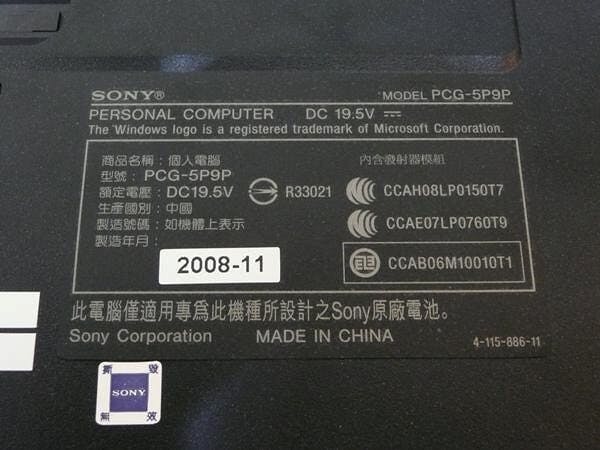 SONY®
MODEL PCG-5P9P
PERSONAL COMPUTER DC 19.5V ⎓
The Windows logo is a registered trademark of Microsoft Corporation.
商品名稱：個人電腦
型號： PCG-5P9P
額定電壓：DC19.5V
生產國別：中國
製造號碼：如機體上表示
製造年月：
2008-11
R33021
內含發射器模組
CCAH08LP0150T7
CCAE07LP0760T9
CCAB06M10010T1
此電腦僅適用專為此機種所設計之Sony原廠電池。
Sony Corporation MADE IN CHINA
4-115-886-11
撕 毀
SONY
無 效